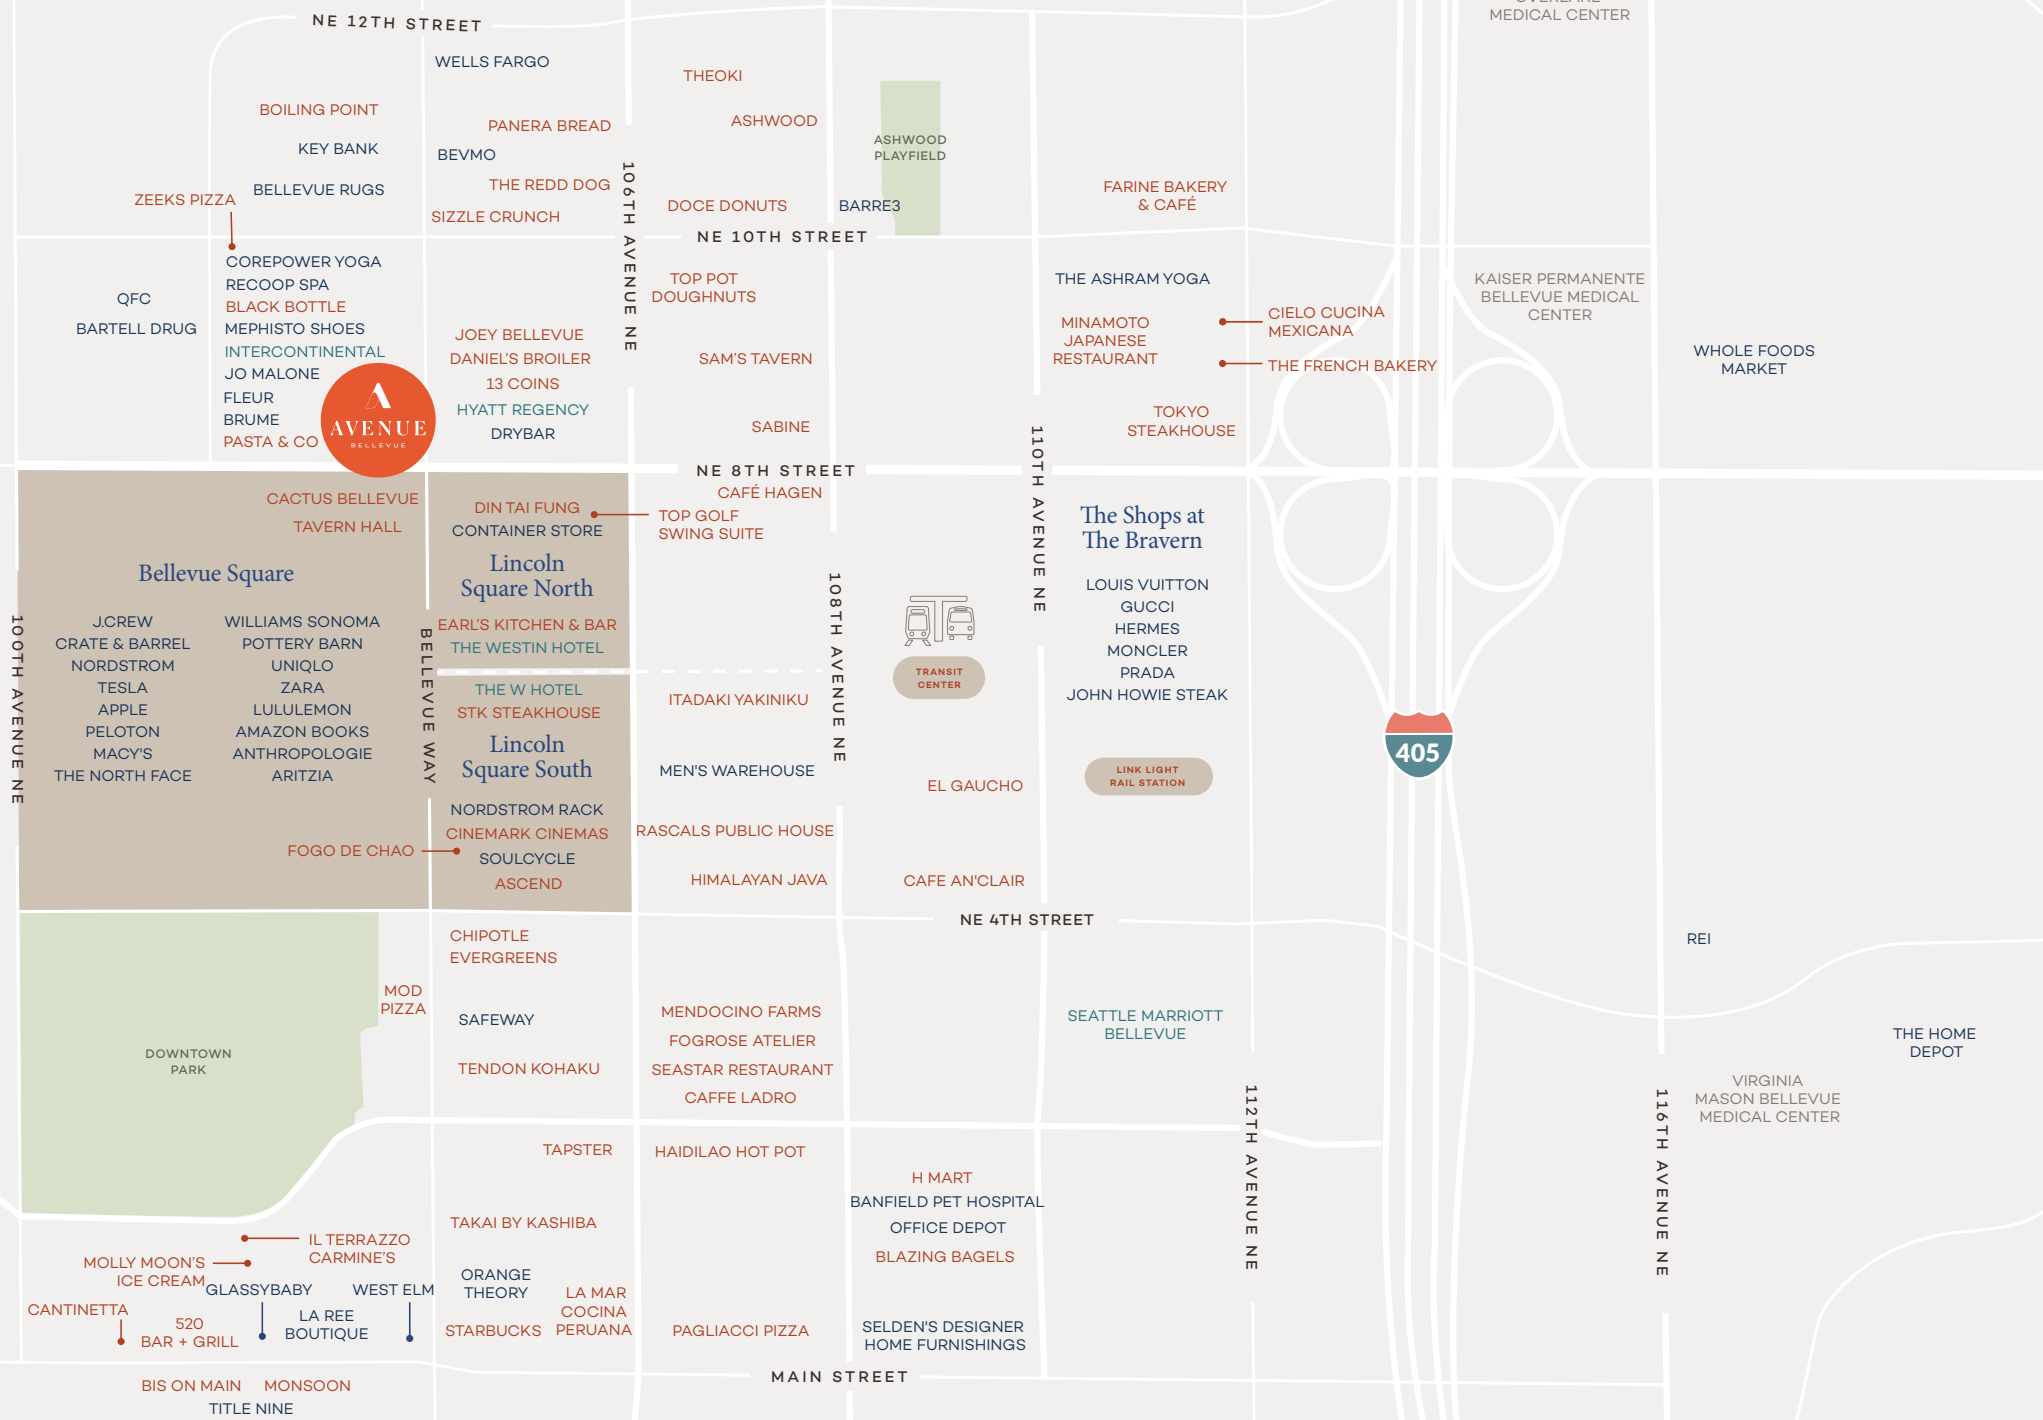 NE 12TH STREET
OVERLAKE
MEDICAL CENTER
WELLS FARGO
THEOKI
BOILING POINT
PANERA BREAD
ASHWOOD
ASHWOOD
PLAYFIELD
KEY BANK
BEVMO
BELLEVUE RUGS
THE REDD DOG
ZEEKS PIZZA
SIZZLE CRUNCH
DOCE DONUTS
BARRE3
FARINE BAKERY
& CAFÉ
106TH AVENUE NE
NE 10TH STREET
COREPOWER YOGA
RECOOP SPA
BLACK BOTTLE
MEPHISTO SHOES
INTERCONTINENTAL
JO MALONE
FLEUR
BRUME
PASTA & CO
QFC
BARTELL DRUG
A
AVENUE
BELLEVUE
JOEY BELLEVUE
DANIEL'S BROILER
13 COINS
HYATT REGENCY
DRYBAR
TOP POT
DOUGHNUTS
SAM'S TAVERN
SABINE
THE ASHRAM YOGA
MINAMOTO
JAPANESE
RESTAURANT
CIELO CUCINA
MEXICANA
THE FRENCH BAKERY
TOKYO
STEAKHOUSE
KAISER PERMANENTE
BELLEVUE MEDICAL
CENTER
WHOLE FOODS
MARKET
NE 8TH STREET
110TH AVENUE NE
CACTUS BELLEVUE
TAVERN HALL
DIN TAI FUNG
CONTAINER STORE
CAFÉ HAGEN
TOP GOLF
SWING SUITE
Bellevue Square
Lincoln
Square North
The Shops at
The Bravern
J.CREW
CRATE & BARREL
NORDSTROM
TESLA
APPLE
PELOTON
MACY'S
THE NORTH FACE
WILLIAMS SONOMA
POTTERY BARN
UNIQLO
ZARA
LULULEMON
AMAZON BOOKS
ANTHROPOLOGIE
ARITZIA
100TH AVENUE NE
BELLEVUE WAY
EARL'S KITCHEN & BAR
THE WESTIN HOTEL
THE W HOTEL
STK STEAKHOUSE
Lincoln
Square South
NORDSTROM RACK
CINEMARK CINEMAS
SOULCYCLE
ASCEND
FOGO DE CHAO
108TH AVENUE NE
TRANSIT
CENTER
LOUIS VUITTON
GUCCI
HERMES
MONCLER
PRADA
JOHN HOWIE STEAK
ITADAKI YAKINIKU
MEN'S WAREHOUSE
EL GAUCHO
LINK LIGHT
RAIL STATION
405
RASCALS PUBLIC HOUSE
HIMALAYAN JAVA
CAFE AN'CLAIR
NE 4TH STREET
CHIPOTLE
EVERGREENS
MOD
PIZZA
SAFEWAY
TENDON KOHAKU
DOWNTOWN
PARK
MENDOCINO FARMS
FOGROSE ATELIER
SEASTAR RESTAURANT
CAFFE LADRO
SEATTLE MARRIOTT
BELLEVUE
REI
THE HOME
DEPOT
VIRGINIA
MASON BELLEVUE
MEDICAL CENTER
112TH AVENUE NE
116TH AVENUE NE
TAPSTER
HAIDILAO HOT POT
H MART
BANFIELD PET HOSPITAL
OFFICE DEPOT
BLAZING BAGELS
TAKAI BY KASHIBA
IL TERRAZZO
CARMINE'S
MOLLY MOON'S
ICE CREAM
GLASSYBABY
WEST ELM
ORANGE
THEORY
LA MAR
COCINA
PERUANA
CANTINETTA
520
BAR + GRILL
LA REE
BOUTIQUE
STARBUCKS
PAGLIACCI PIZZA
SELDEN'S DESIGNER
HOME FURNISHINGS
MAIN STREET
BIS ON MAIN
MONSOON
TITLE NINE